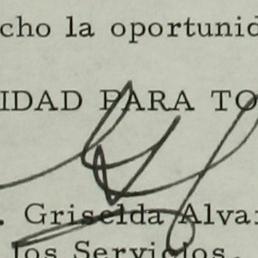 cho la oportunid
IDAD PARA TO
. Griselda Alvar
los Servicios.